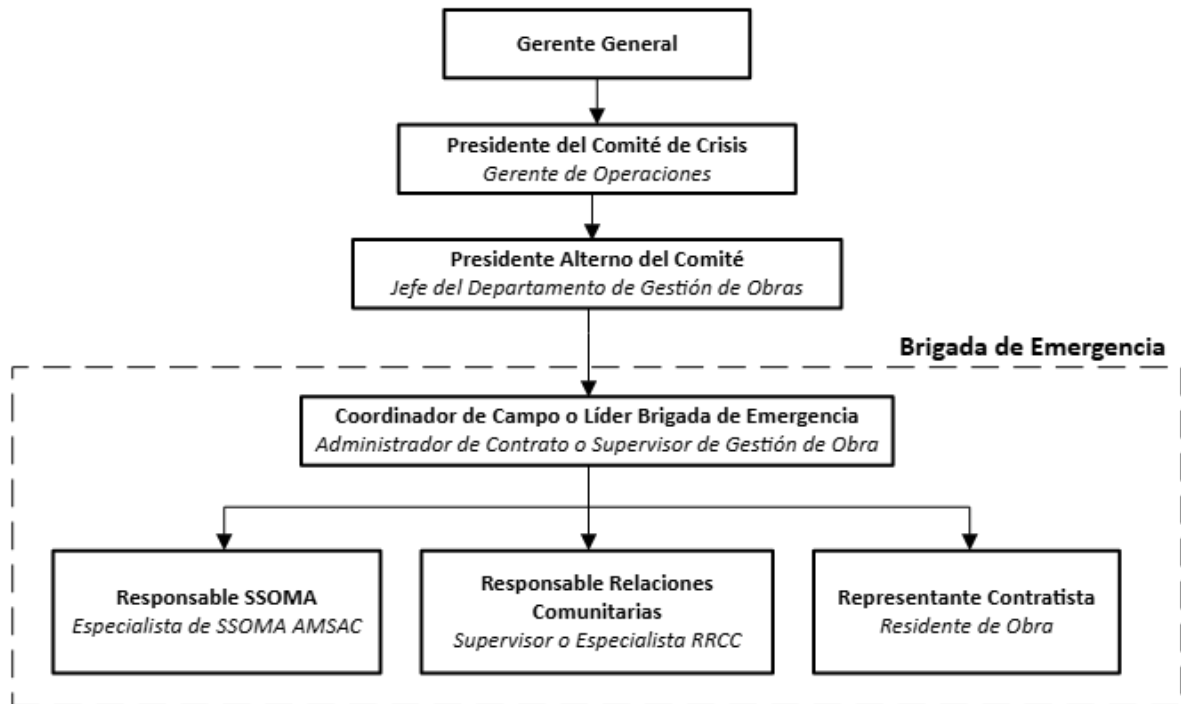 Gerente General
Presidente del Comité de Crisis
Gerente de Operaciones
Presidente Alterno del Comité
Jefe del Departamento de Gestión de Obras
Brigada de Emergencia
Coordinador de Campo o Líder Brigada de Emergencia
Administrador de Contrato o Supervisor de Gestión de Obra
Responsable SSOMA
Especialista de SSOMA AMSAC
Responsable Relaciones
Comunitarias
Supervisor o Especialista RRCC
Representante Contratista
Residente de Obra